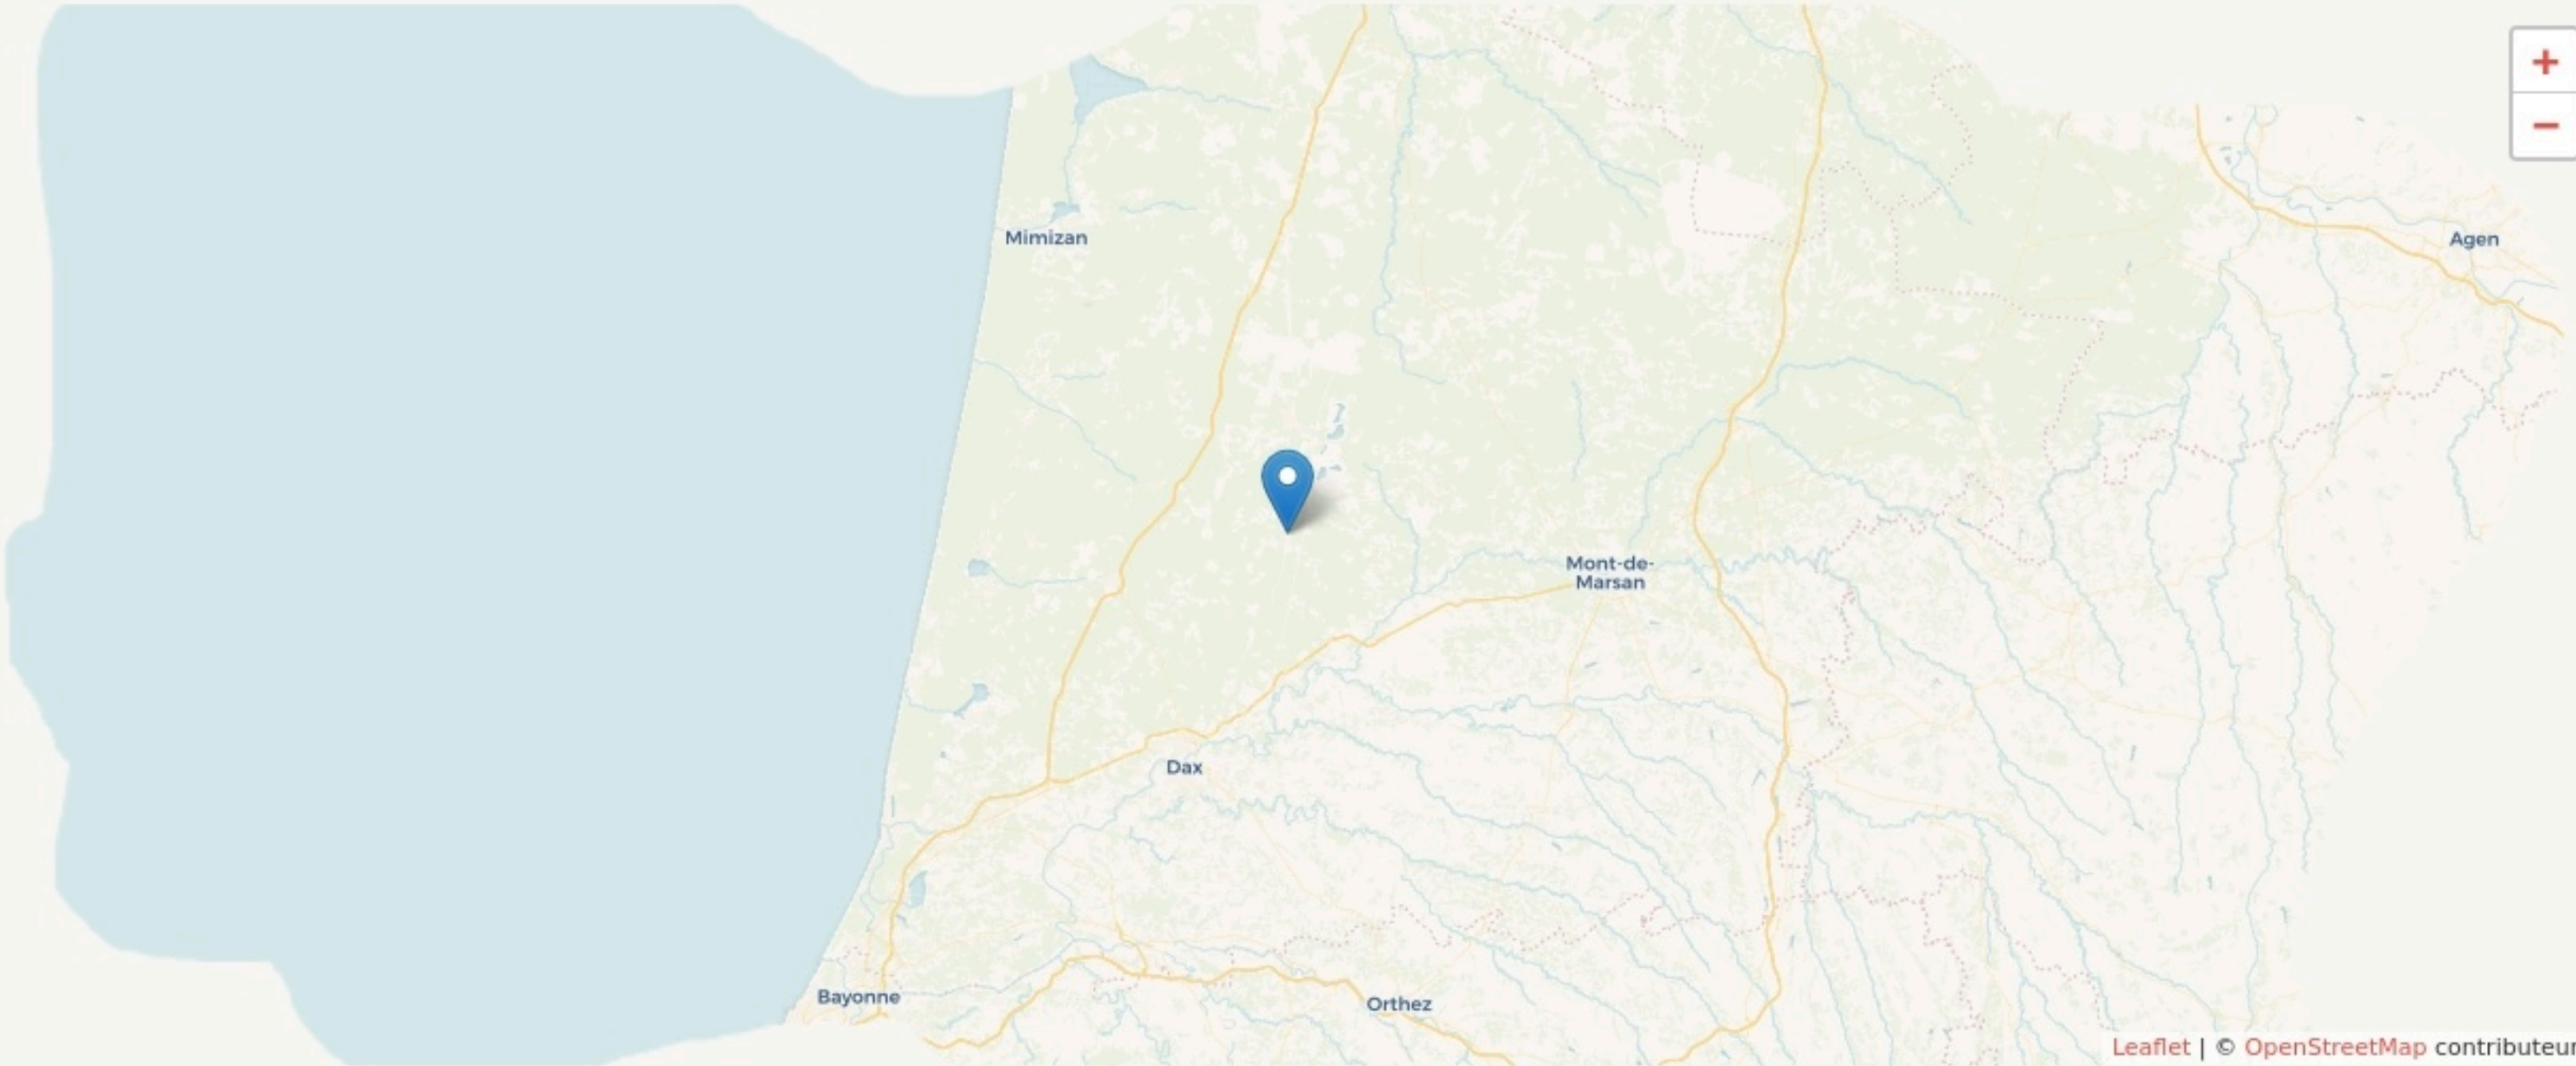 +
−
Mimizan
Agen
Mont-de-
Marsan
Dax
Bayonne
Orthez
Leaflet | © OpenStreetMap contributeur